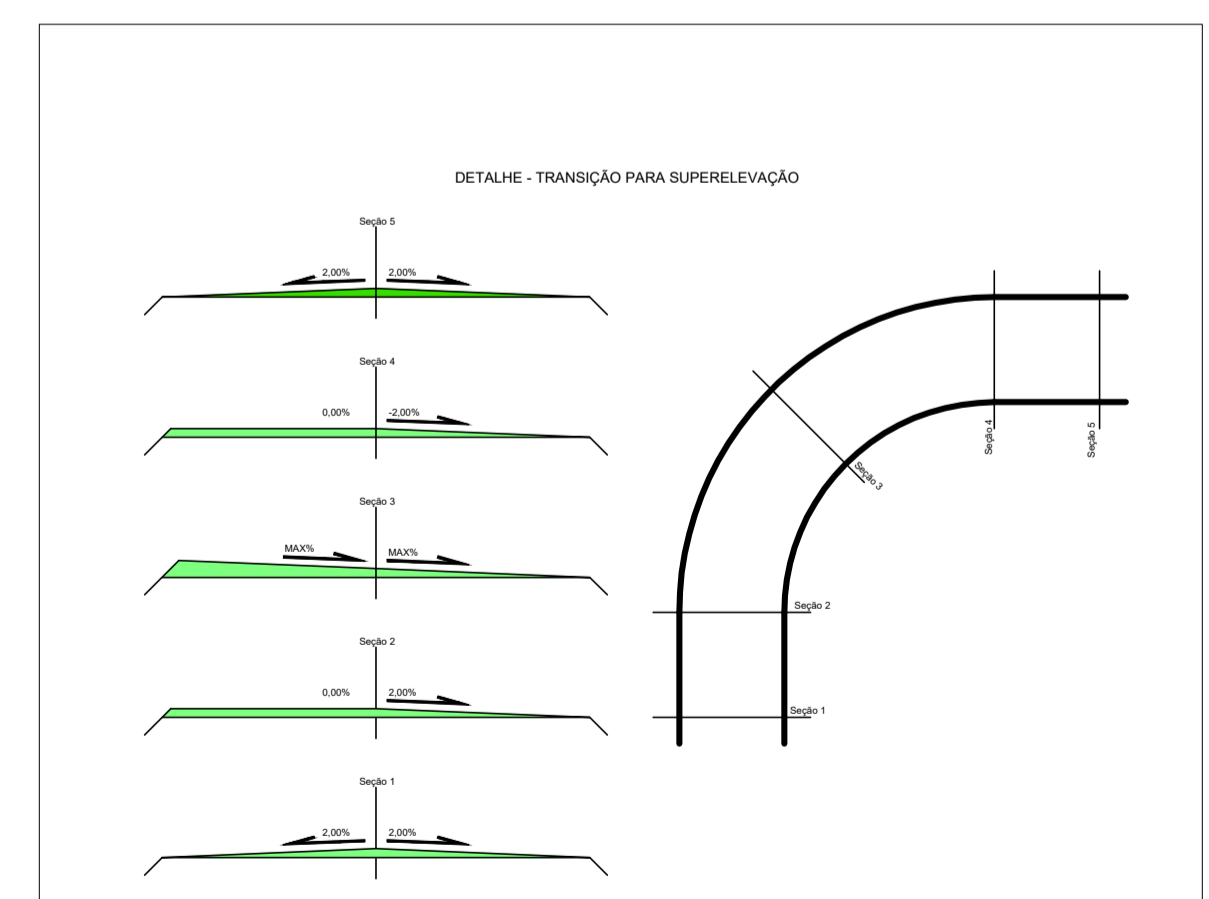 DETALHE - TRANSIÇÃO PARA SUPERELEVAÇÃO
Seção 5
2,00% 2,00%
Seção 4
0,00% -2,00%
Seção 3
MAX% MAX%
Seção 2
0,00% 2,00%
Seção 1
2,00% 2,00%
Seção 4
Seção 5
Seção 3
Seção 2
Seção 1